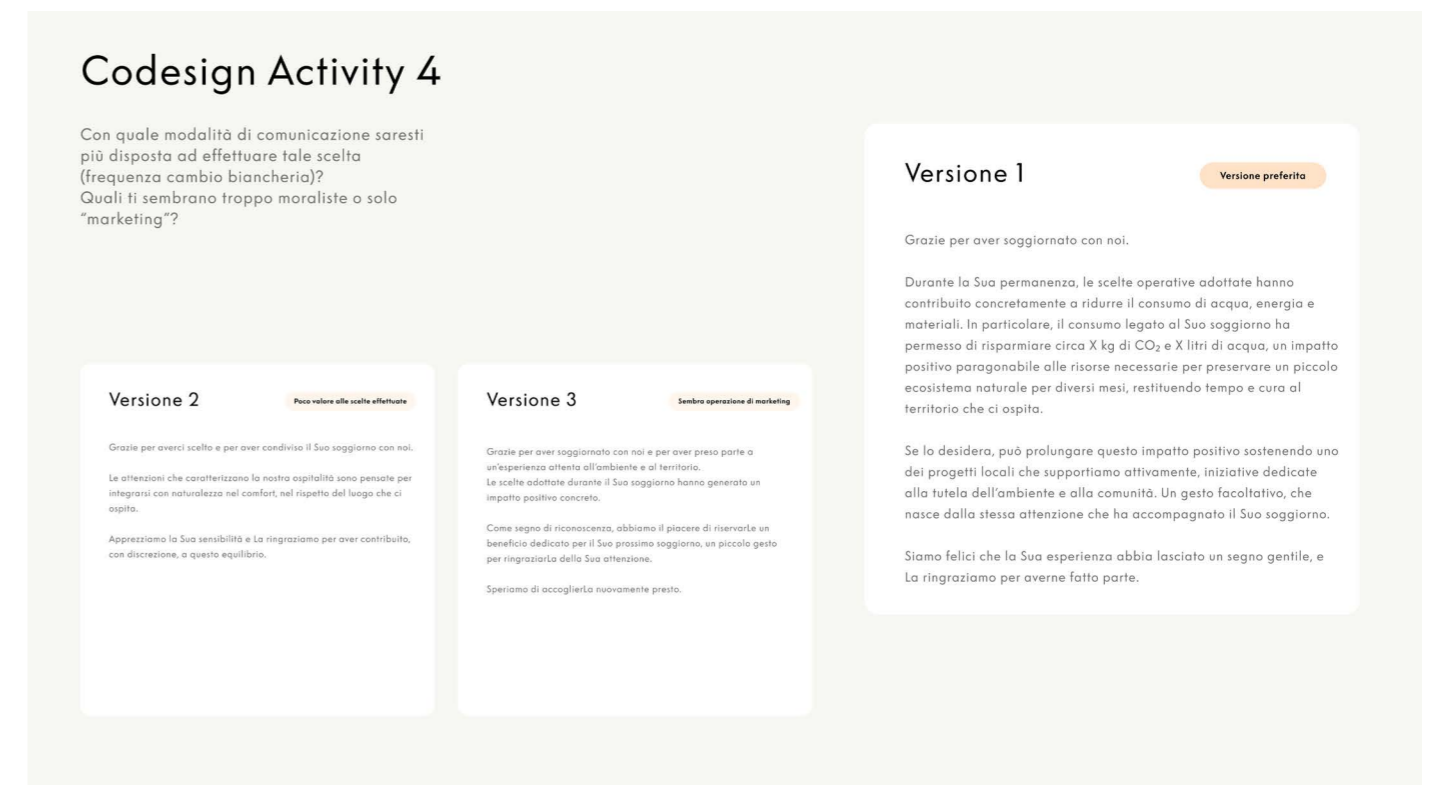 Codesign Activity 4
Con quale modalità di comunicazione saresti
più disposta ad effettuare tale scelta
(frequenza cambio biancheria)?
Quali ti sembrano troppo moraliste o solo
“marketing”?
Versione 2
Poco valore alle scelte effettuate
Grazie per averci scelto e per aver condiviso il Suo soggiorno con noi.
Le attenzioni che caratterizzano la nostra ospitalità sono pensate per
integrarsi con naturalezza nel comfort, nel rispetto del luogo che ci
ospita.
Apprezziamo la Sua sensibilità e La ringraziamo per aver contribuito,
con discrezione, a questo equilibrio.
Versione 3
Sembra operazione di marketing
Grazie per aver soggiornato con noi e per aver preso parte a
un’esperienza attenta all’ambiente e al territorio.
Le scelte adottate durante il Suo soggiorno hanno generato un
impatto positivo concreto.
Come segno di riconoscenza, abbiamo il piacere di riservarLe un
beneficio dedicato per il Suo prossimo soggiorno, un piccolo gesto
per ringraziarLa della Sua attenzione.
Speriamo di accoglierLa nuovamente presto.
Versione 1
Versione preferita
Grazie per aver soggiornato con noi.
Durante la Sua permanenza, le scelte operative adottate hanno
contribuito concretamente a ridurre il consumo di acqua, energia e
materiali. In particolare, il consumo legato al Suo soggiorno ha
permesso di risparmiare circa X kg di CO₂ e X litri di acqua, un impatto
positivo paragonabile alle risorse necessarie per preservare un piccolo
ecosistema naturale per diversi mesi, restituendo tempo e cura al
territorio che ci ospita.
Se lo desidera, può prolungare questo impatto positivo sostenendo uno
dei progetti locali che supportiamo attivamente, iniziative dedicate
alla tutela dell’ambiente e alla comunità. Un gesto facoltativo, che
nasce dalla stessa attenzione che ha accompagnato il Suo soggiorno.
Siamo felici che la Sua esperienza abbia lasciato un segno gentile, e
La ringraziamo per averne fatto parte.